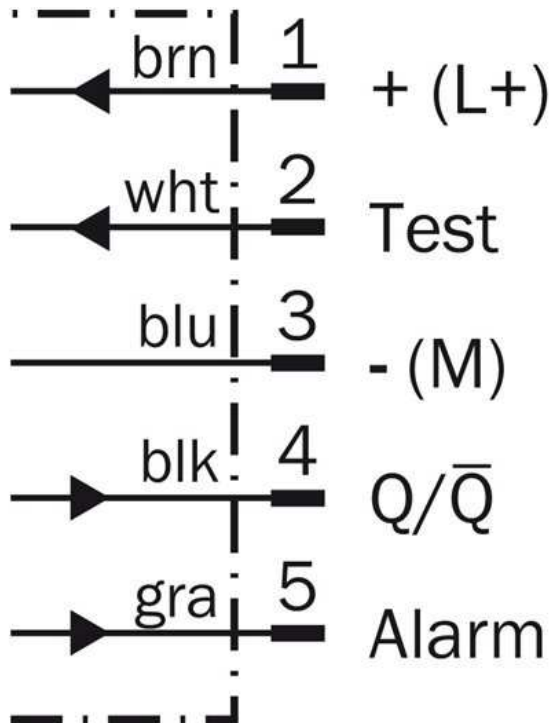 brn 1 + (L+)
wht 2 Test
blu 3 - (M)
blk 4 Q/Q̅
gra 5 Alarm